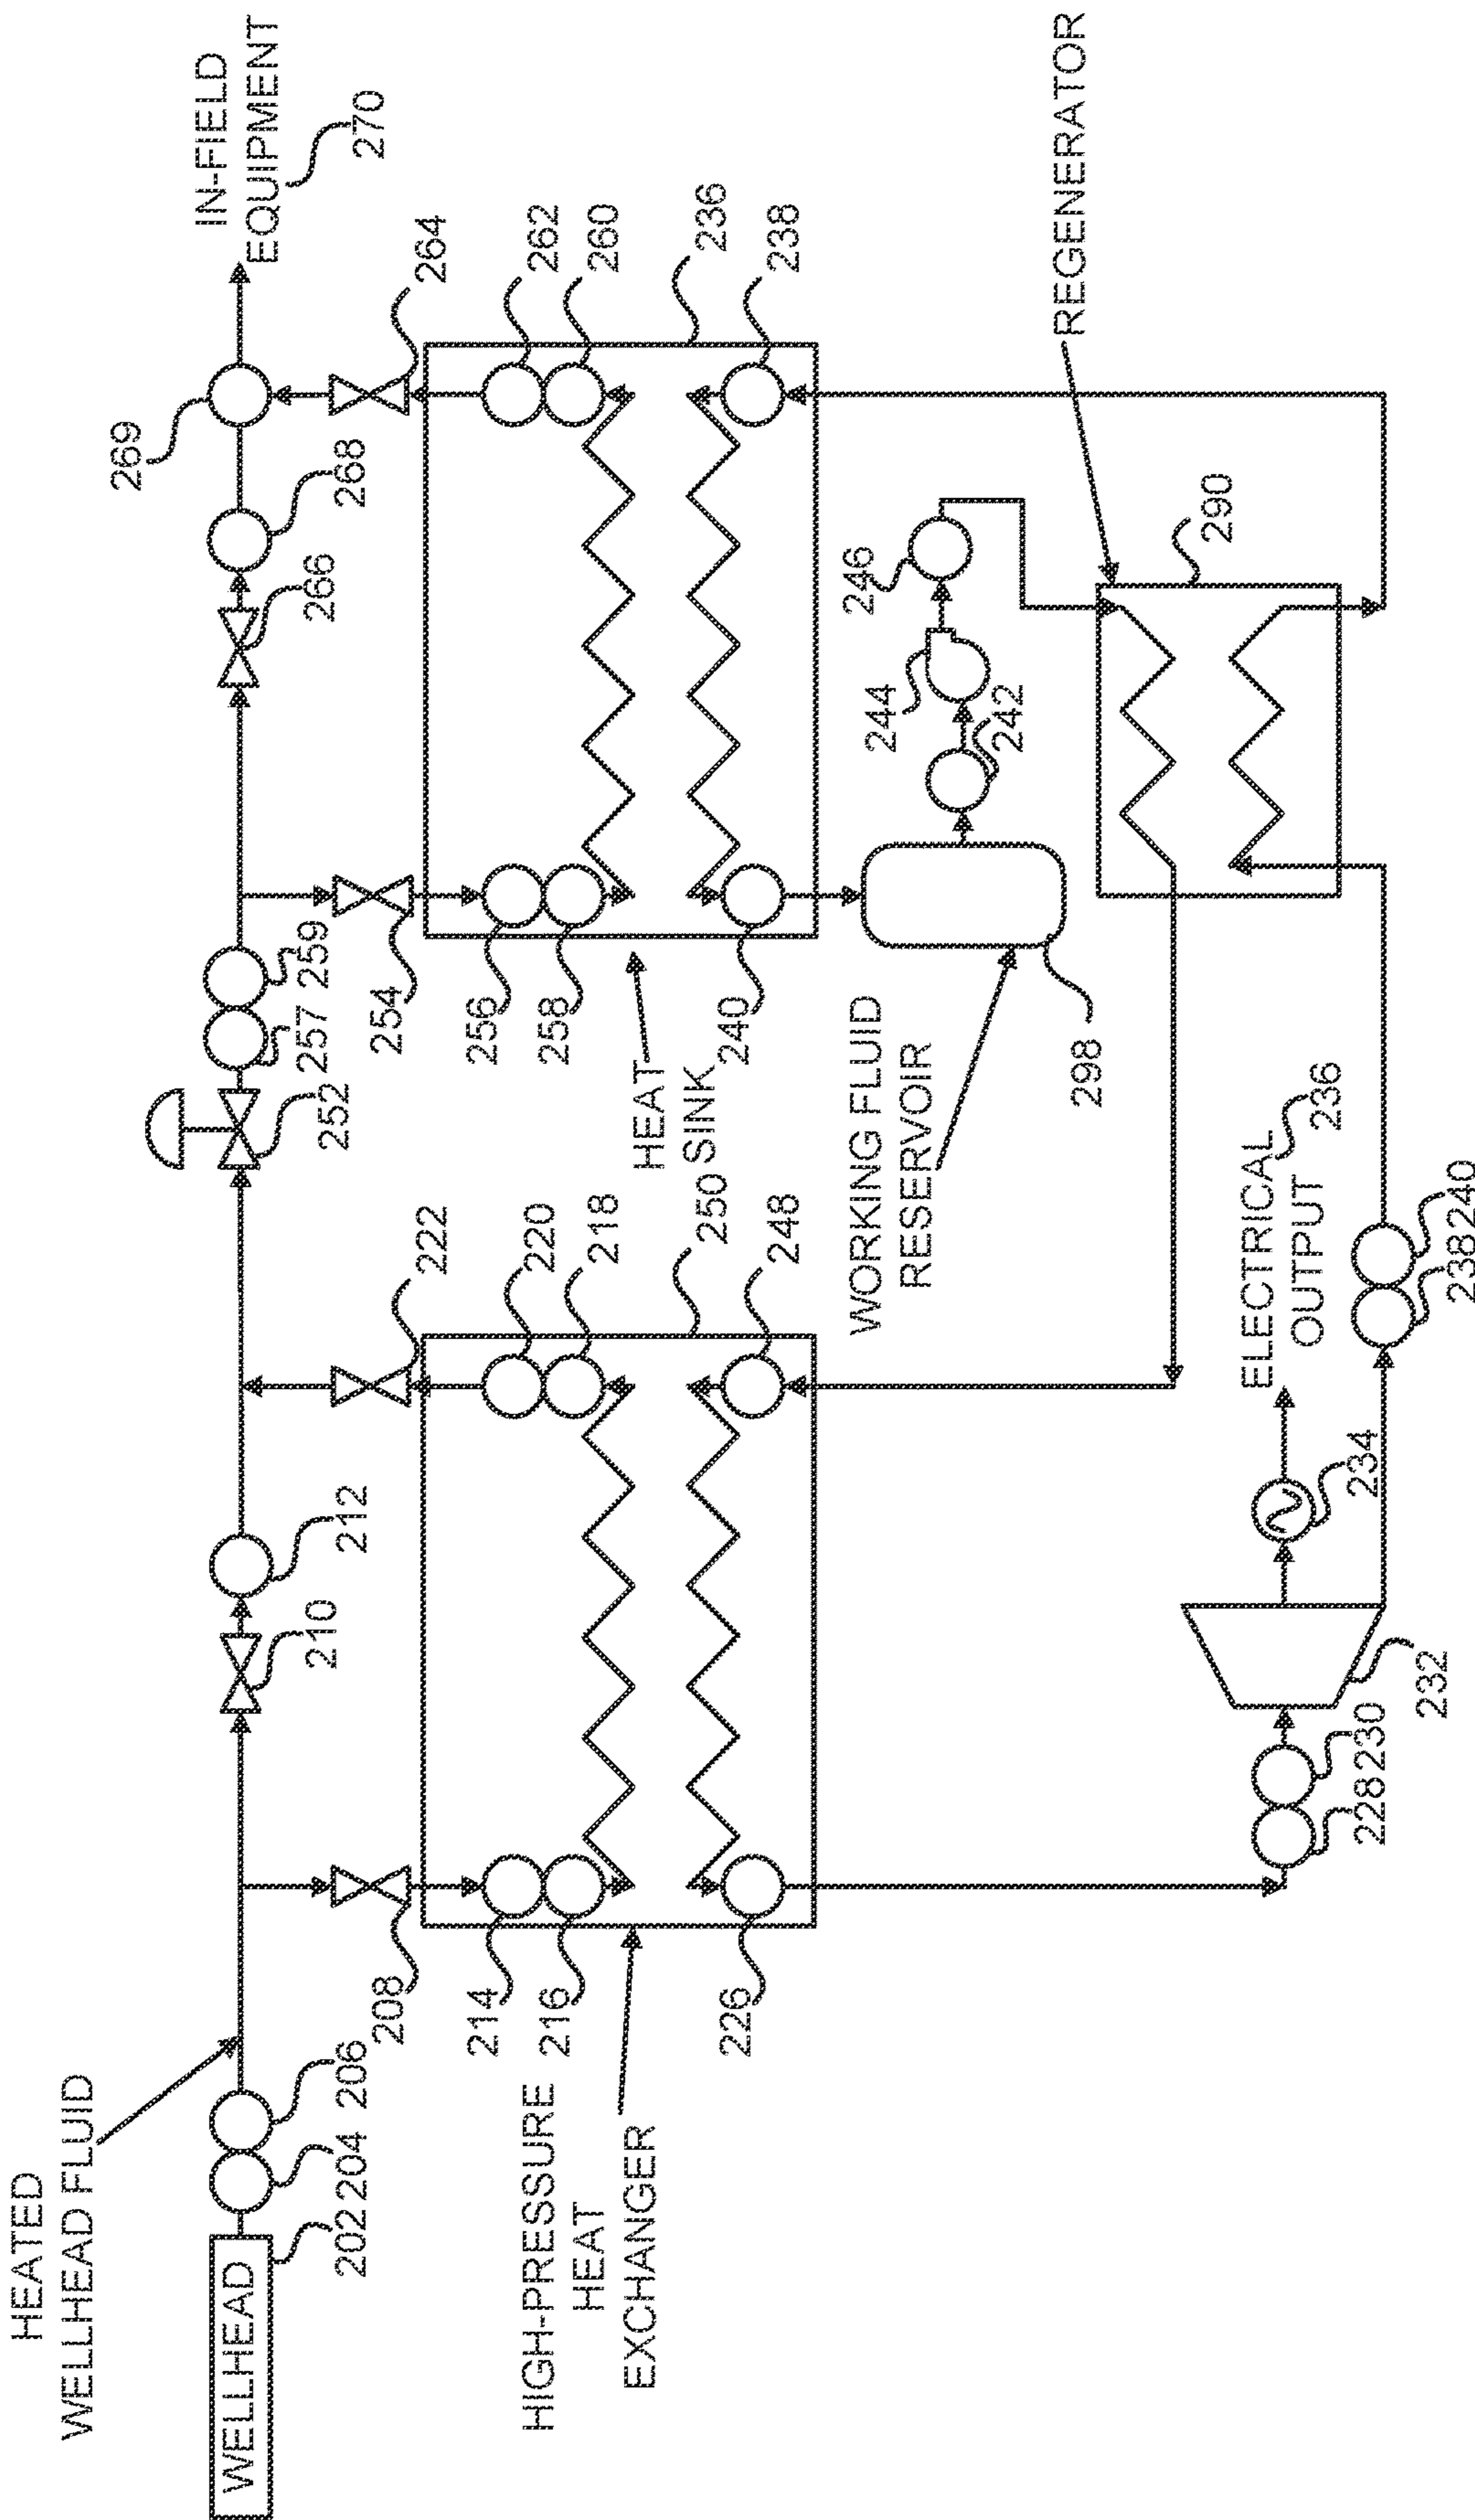 HEATED
WELLHEAD FLUID
WELLHEAD
202
204
206
208
210
212
222
252
257
259
254
266
268
269
264
IN-FIELD
EQUIPMENT
270
HIGH-PRESSURE
HEAT
EXCHANGER
214
216
226
220
218
250
248
HEAT
SINK
256
258
240
262
260
236
238
WORKING FLUID
RESERVOIR
298
242
244
246
REGENERATOR
290
228
230
232
234
ELECTRICAL
OUTPUT
236
238
240